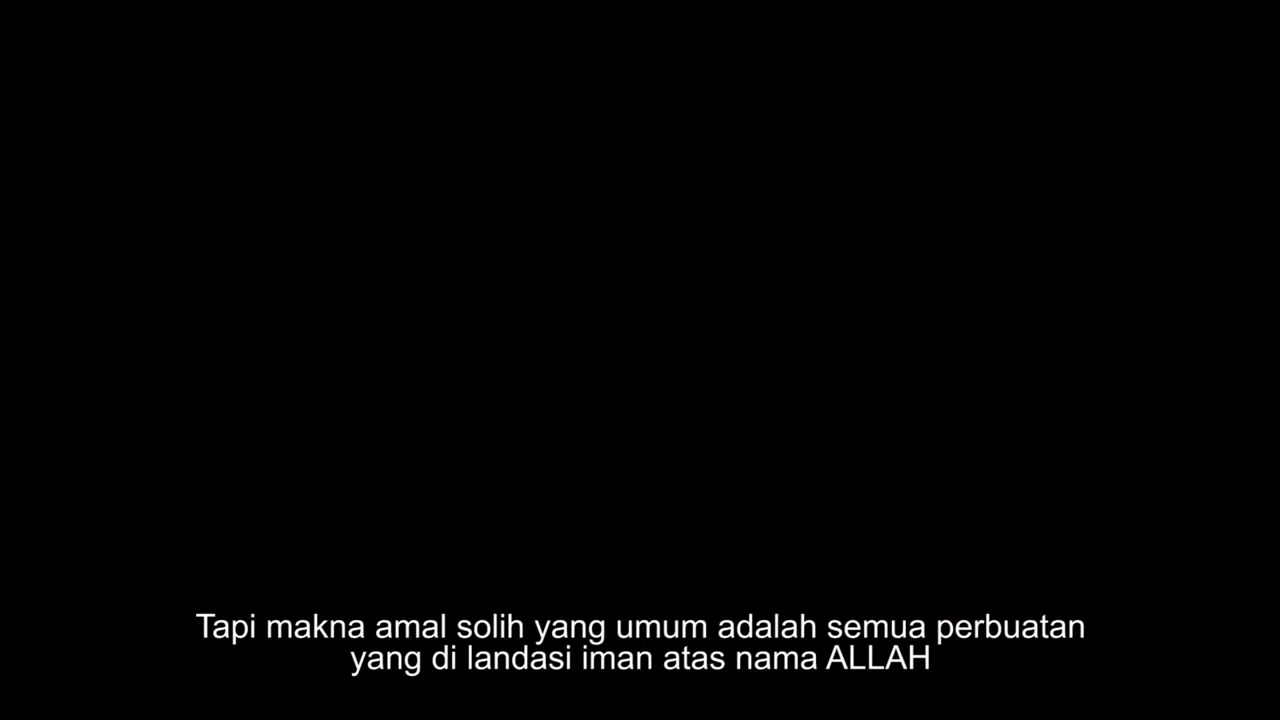 Tapi makna amal solih yang umum adalah semua perbuatan
yang di landasi iman atas nama ALLAH